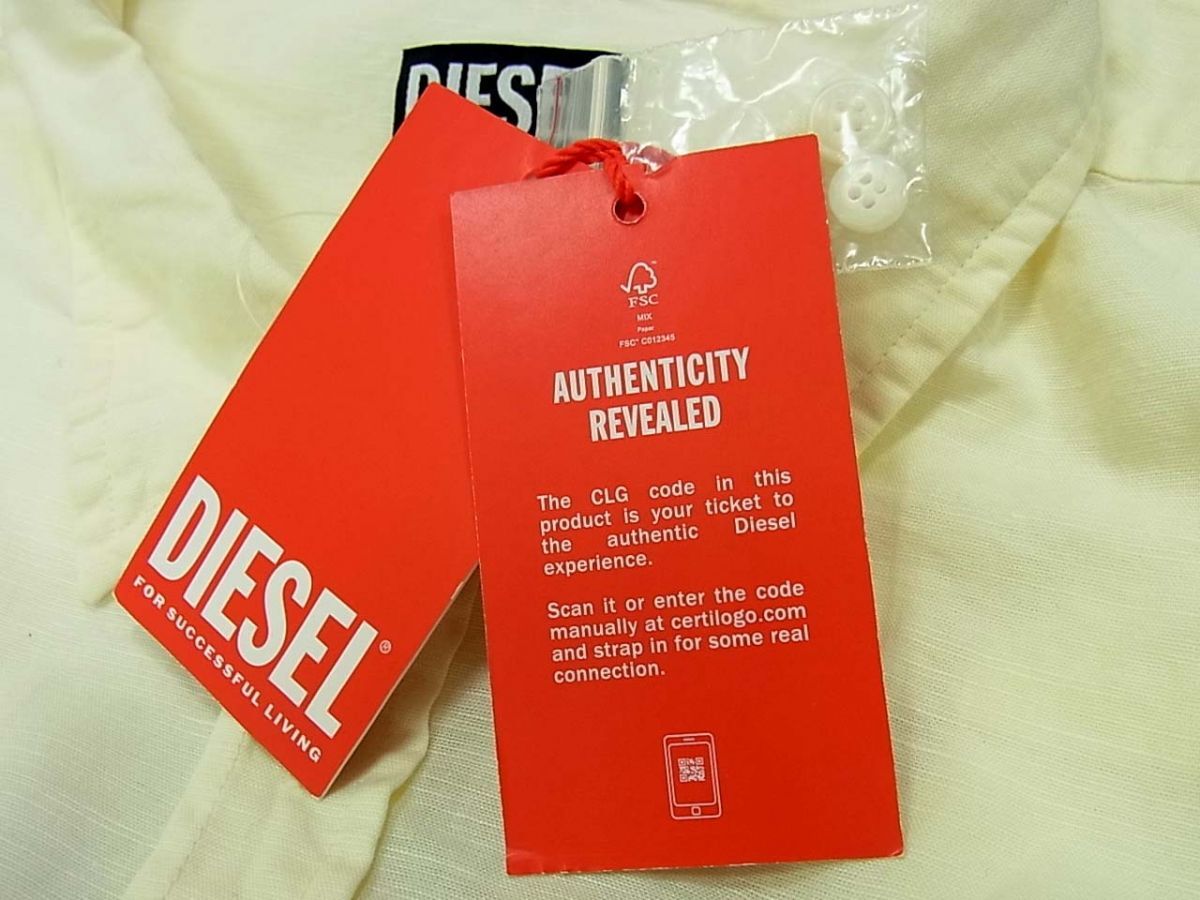 DIESEL
DIESEL®
FOR SUCCESSFUL LIVING
FSC™
MIX
Paper
FSC® C012345
AUTHENTICITY
REVEALED
The CLG code in this
product is your ticket to
the authentic Diesel
experience.
Scan it or enter the code
manually at certilogo.com
and strap in for some real
connection.